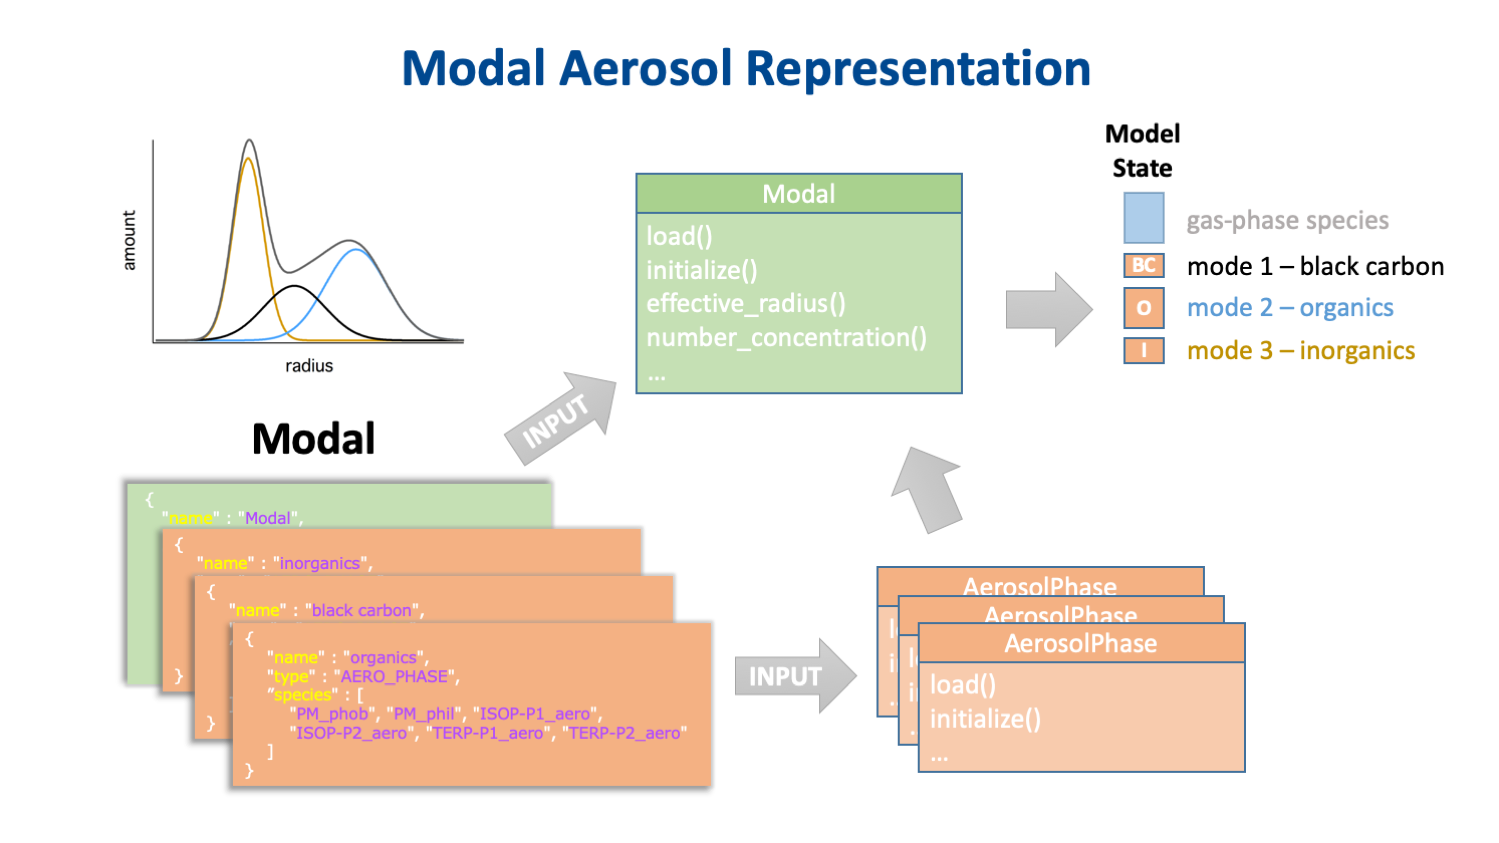 Modal Aerosol Representation
amount
radius
Modal
load()
initialize()
effective_radius()
number_concentration()
...
Model
State
gas-phase species
BC mode 1 – black carbon
O mode 2 – organics
I mode 3 – inorganics
INPUT
Modal
{
"name" : "Modal",
{
"name" : "inorganics",
}
{
"name" : "black carbon",
}
{
"name" : "organics",
"type" : "AERO_PHASE",
"species" : [
"PM_phob", "PM_phil", "ISOP-P1_aero",
"ISOP-P2_aero", "TERP-P1_aero", "TERP-P2_aero"
]
}
INPUT
AerosolPhase
AerosolPhase
AerosolPhase
load()
initialize()
...